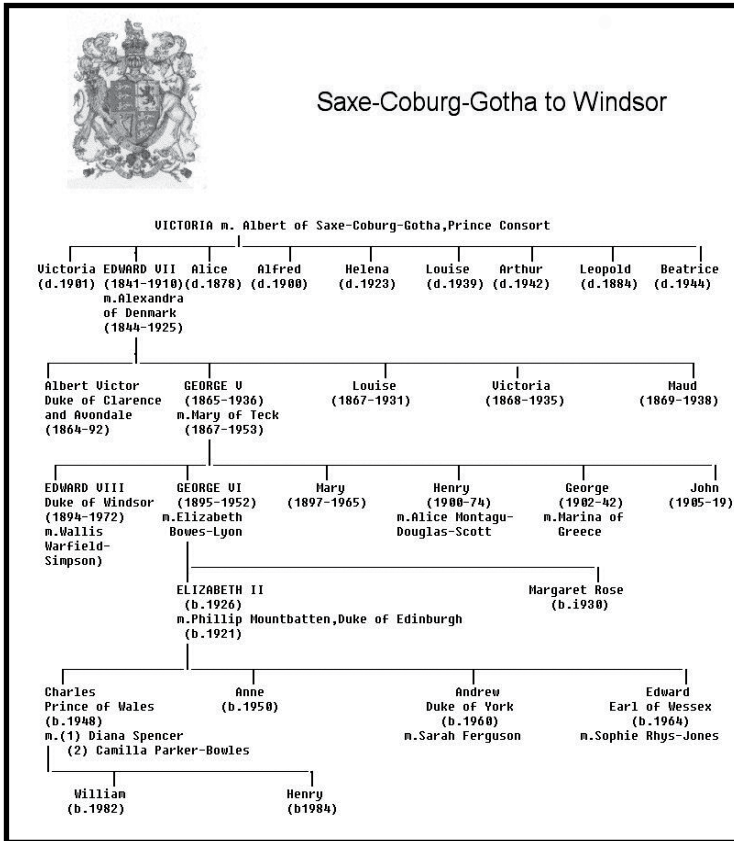 Saxe-Coburg-Gotha to Windsor
VICTORIA m. Albert of Saxe-Coburg-Gotha,Prince Consort
Victoria EDWARD VII Alice Alfred Helena Louise Arthur Leopold Beatrice
(d.1901) (1841-1910) (d.1878) (d.1900) (d.1923) (d.1939) (d.1942) (d.1884) (d.1944)
m.Alexandra
of Denmark
(1844-1925)
Albert Victor GEORGE V Louise Victoria Maud
Duke of Clarence (1865-1936) (1867-1931) (1868-1935) (1869-1938)
and Avondale m.Mary of Teck
(1864-92) (1867-1953)
EDWARD VIII GEORGE VI Mary Henry George John
Duke of Windsor (1895-1952) (1897-1965) (1900-74) (1902-42) (1905-19)
(1894-1972) m.Elizabeth m.Alice Montagu- m.Marina of
m.Wallis Bowes-Lyon Douglas-Scott Greece
Warfield-
Simpson)
ELIZABETH II Margaret Rose
(b.1926) (b.i930)
m.Phillip Mountbatten,Duke of Edinburgh
(b.1921)
Charles Anne Andrew Edward
Prince of Wales (b.1950) Duke of York Earl of Wessex
(b.1948) (b.1960) (b.1964)
m.(1) Diana Spencer m.Sarah Ferguson m.Sophie Rhys-Jones
(2) Camilla Parker-Bowles
William Henry
(b.1982) (b1984)